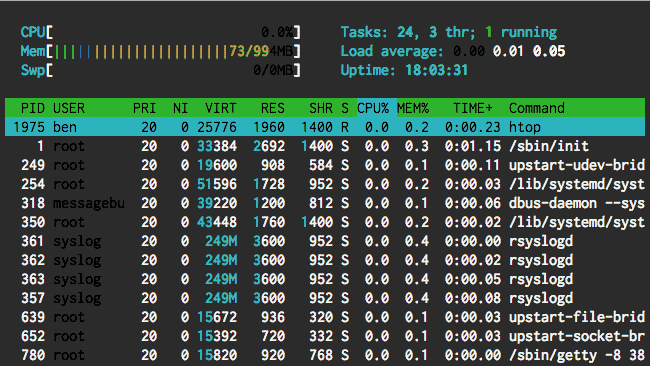 CPU[ 0.0%] Tasks: 24, 3 thr; 1 running
Mem[||||||||||||||||||||||||||73/994MB] Load average: 0.00 0.01 0.05
Swp[ 0/0MB] Uptime: 18:03:31
PID USER PRI NI VIRT RES SHR S CPU% MEM% TIME+ Command
1975 ben 20 0 25776 1960 1400 R 0.0 0.2 0:00.23 htop
1 root 20 0 33384 2692 1400 S 0.0 0.3 0:01.15 /sbin/init
249 root 20 0 19600 908 584 S 0.0 0.1 0:00.11 upstart-udev-brid
254 root 20 0 51596 1728 952 S 0.0 0.2 0:00.03 /lib/systemd/syst
318 messagebu 20 0 39220 1200 812 S 0.0 0.1 0:00.06 dbus-daemon --sys
350 root 20 0 43448 1760 1400 S 0.0 0.2 0:00.02 /lib/systemd/syst
361 syslog 20 0 249M 3600 952 S 0.0 0.4 0:00.00 rsyslogd
362 syslog 20 0 249M 3600 952 S 0.0 0.4 0:00.02 rsyslogd
363 syslog 20 0 249M 3600 952 S 0.0 0.4 0:00.05 rsyslogd
357 syslog 20 0 249M 3600 952 S 0.0 0.4 0:00.08 rsyslogd
639 root 20 0 15672 936 320 S 0.0 0.1 0:00.03 upstart-file-brid
652 root 20 0 15392 720 332 S 0.0 0.1 0:00.03 upstart-socket-br
780 root 20 0 15820 920 768 S 0.0 0.1 0:00.00 /sbin/getty -8 38